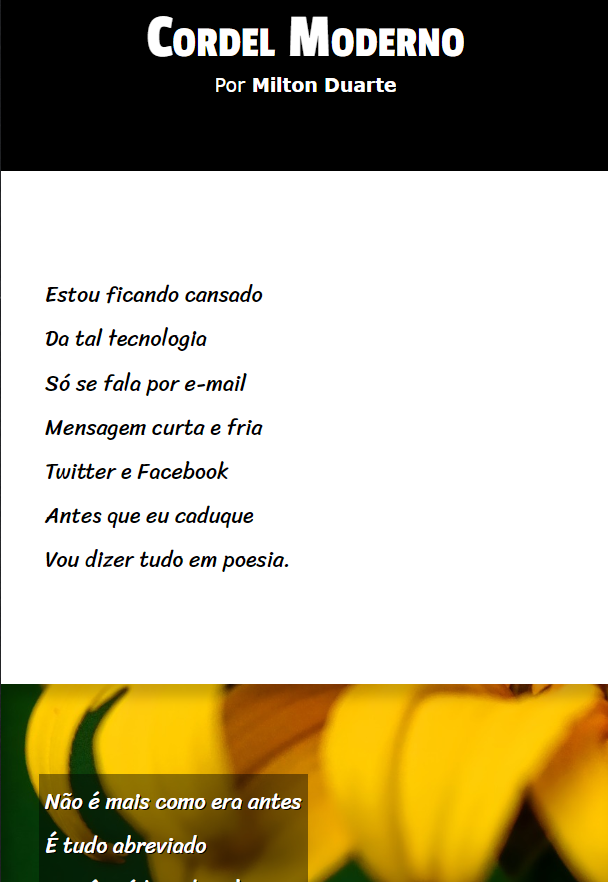 Cordel Moderno
Por Milton Duarte
Estou ficando cansado
Da tal tecnologia
Só se fala por e-mail
Mensagem curta e fria
Twitter e Facebook
Antes que eu caduque
Vou dizer tudo em poesia.
Não é mais como era antes
É tudo abreviado